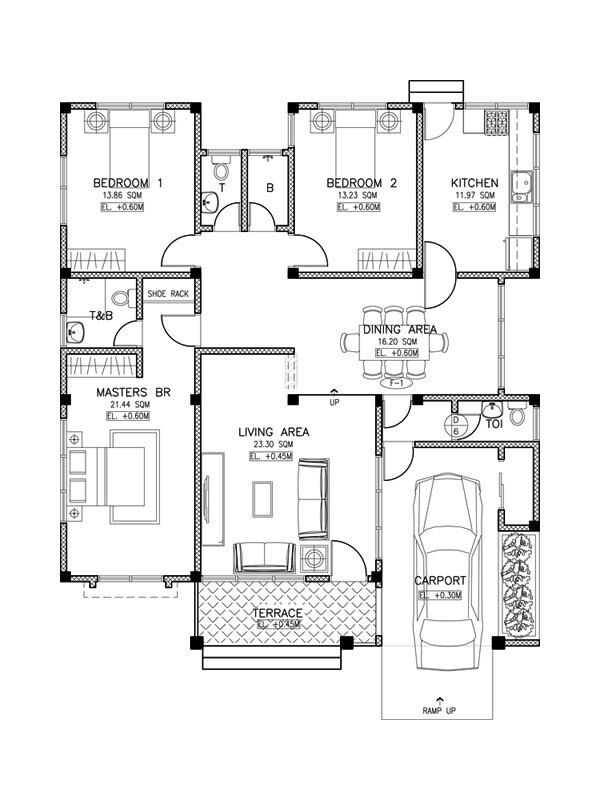 BEDROOM 1
13.86 SQM
EL. +0.60M
T
B
BEDROOM 2
13.23 SQM
EL. +0.60M
KITCHEN
11.97 SQM
EL. +0.60M
T&B
SHOE RACK
DINING AREA
16.20 SQM
EL. +0.60M
F-1
MASTERS BR
21.44 SQM
EL. +0.60M
UP
LIVING AREA
23.30 SQM
EL. +0.45M
D
6
TOI
CARPORT
EL. +0.30M
TERRACE
EL. +0.45M
RAMP UP